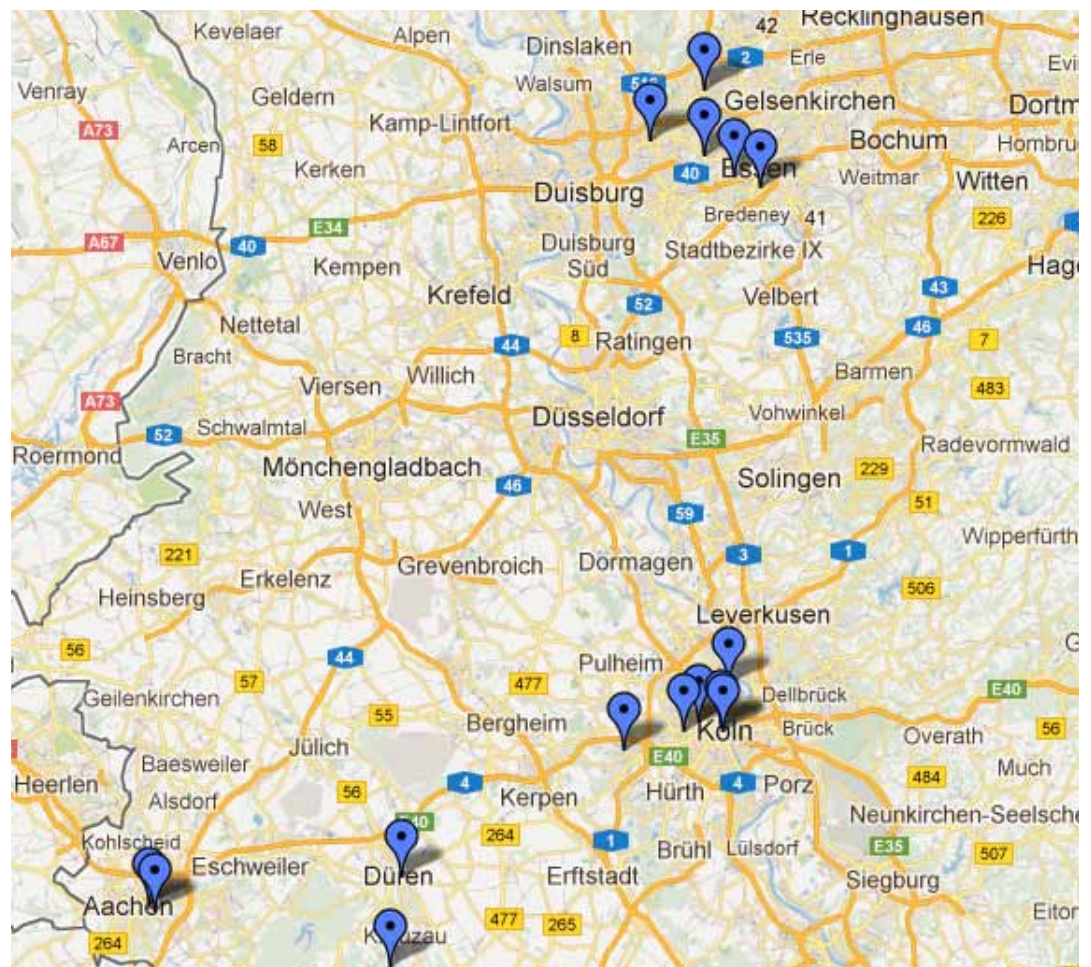 Recklinghausen
42
Kevelaer
Alpen
Dinslaken
2
Erle
Walsum
Venray
Geldern
Gelsenkirchen
Dortm
Kamp-Lintfort
A73
Arcen
58
Bochum
Hombru
Kerken
40
Essen
Weitmar
Witten
Duisburg
Bredeney
41
226
E34
A67
40
Duisburg
Süd
Stadtbezirke IX
Venlo
Kempen
Hage
Krefeld
52
Velbert
43
Nettetal
46
8
Ratingen
535
7
44
Bracht
Willich
Barmen
Viersen
483
A73
Düsseldorf
Vohwinkel
Schwalmtal
52
E35
Radevormwald
Roermond
Mönchengladbach
Solingen
229
46
West
59
51
Wipperfürth
221
3
1
Grevenbroich
Dormagen
Erkelenz
506
Heinsberg
Leverkusen
56
44
Pulheim
57
477
Geilenkirchen
Dellbrück
E40
55
Bergheim
Köln
Brück
56
Jülich
Overath
Baesweiler
E40
Much
Heerlen
4
4
Porz
484
Alsdorf
56
Kerpen
Hürth
Neunkirchen-Seelsche
E40
264
1
Kohlscheid
Brühl
Lülsdorf
E35
507
Eschweiler
Düren
Erftstadt
Siegburg
Aachen
477
265
Eitor
264
Kreuzau